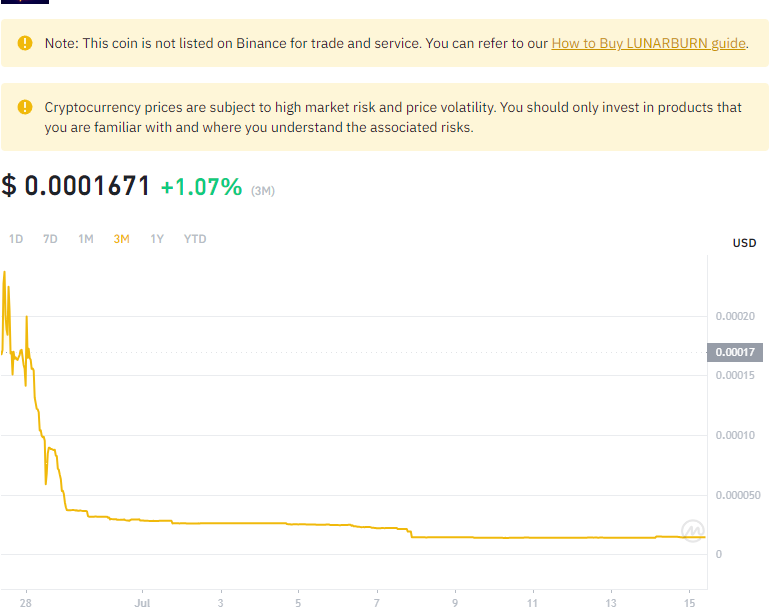 Note: This coin is not listed on Binance for trade and service. You can refer to our How to Buy LUNARBURN guide.
Cryptocurrency prices are subject to high market risk and price volatility. You should only invest in products that
you are familiar with and where you understand the associated risks.
$ 0.0001671 +1.07% (3M)
1D 7D 1M 3M 1Y YTD
USD
0.00020
0.00017
0.00015
0.00010
0.000050
0
28 Jul 3 5 7 9 11 13 15